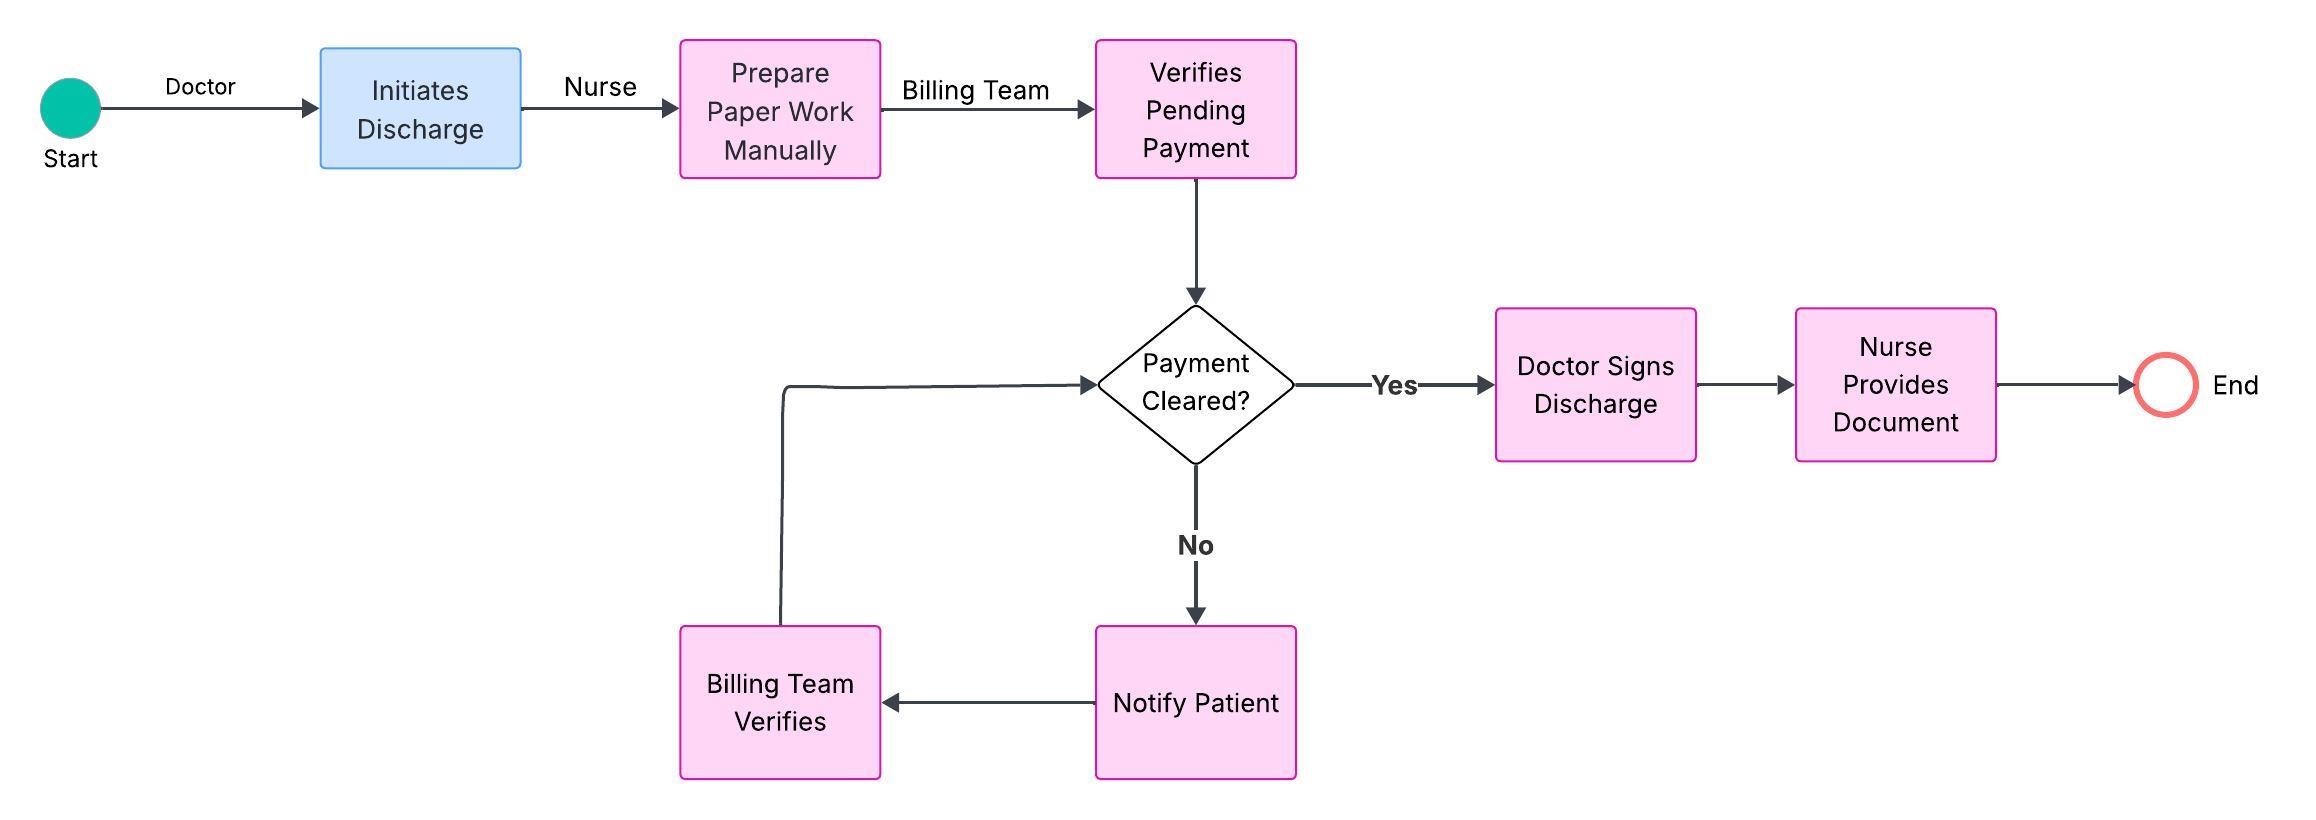 Doctor
Start
Initiates
Discharge
Nurse
Prepare
Paper Work
Manually
Billing Team
Verifies
Pending
Payment
Payment
Cleared?
Yes
Doctor Signs
Discharge
Nurse
Provides
Document
End
No
Notify Patient
Billing Team
Verifies